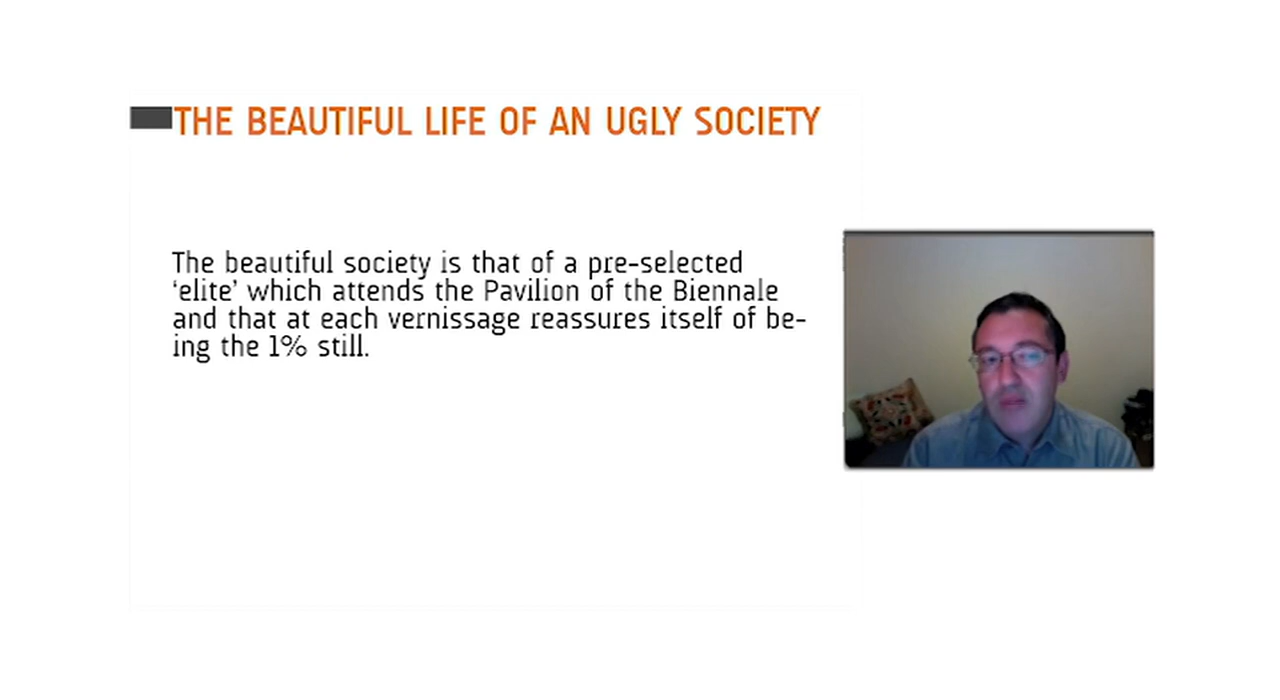 THE BEAUTIFUL LIFE OF AN UGLY SOCIETY
The beautiful society is that of a pre-selected
‘elite’ which attends the Pavilion of the Biennale
and that at each vernissage reassures itself of be-
ing the 1% still.